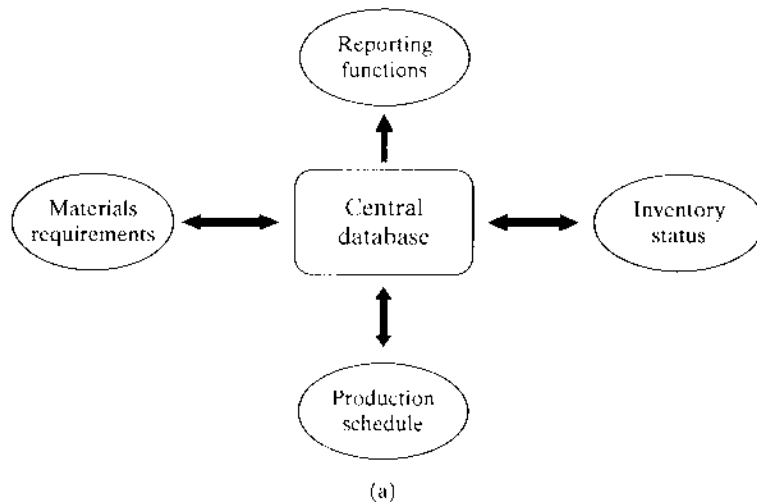 Reporting
functions
Materials
requirements
Central
database
Inventory
status
Production
schedule
(a)